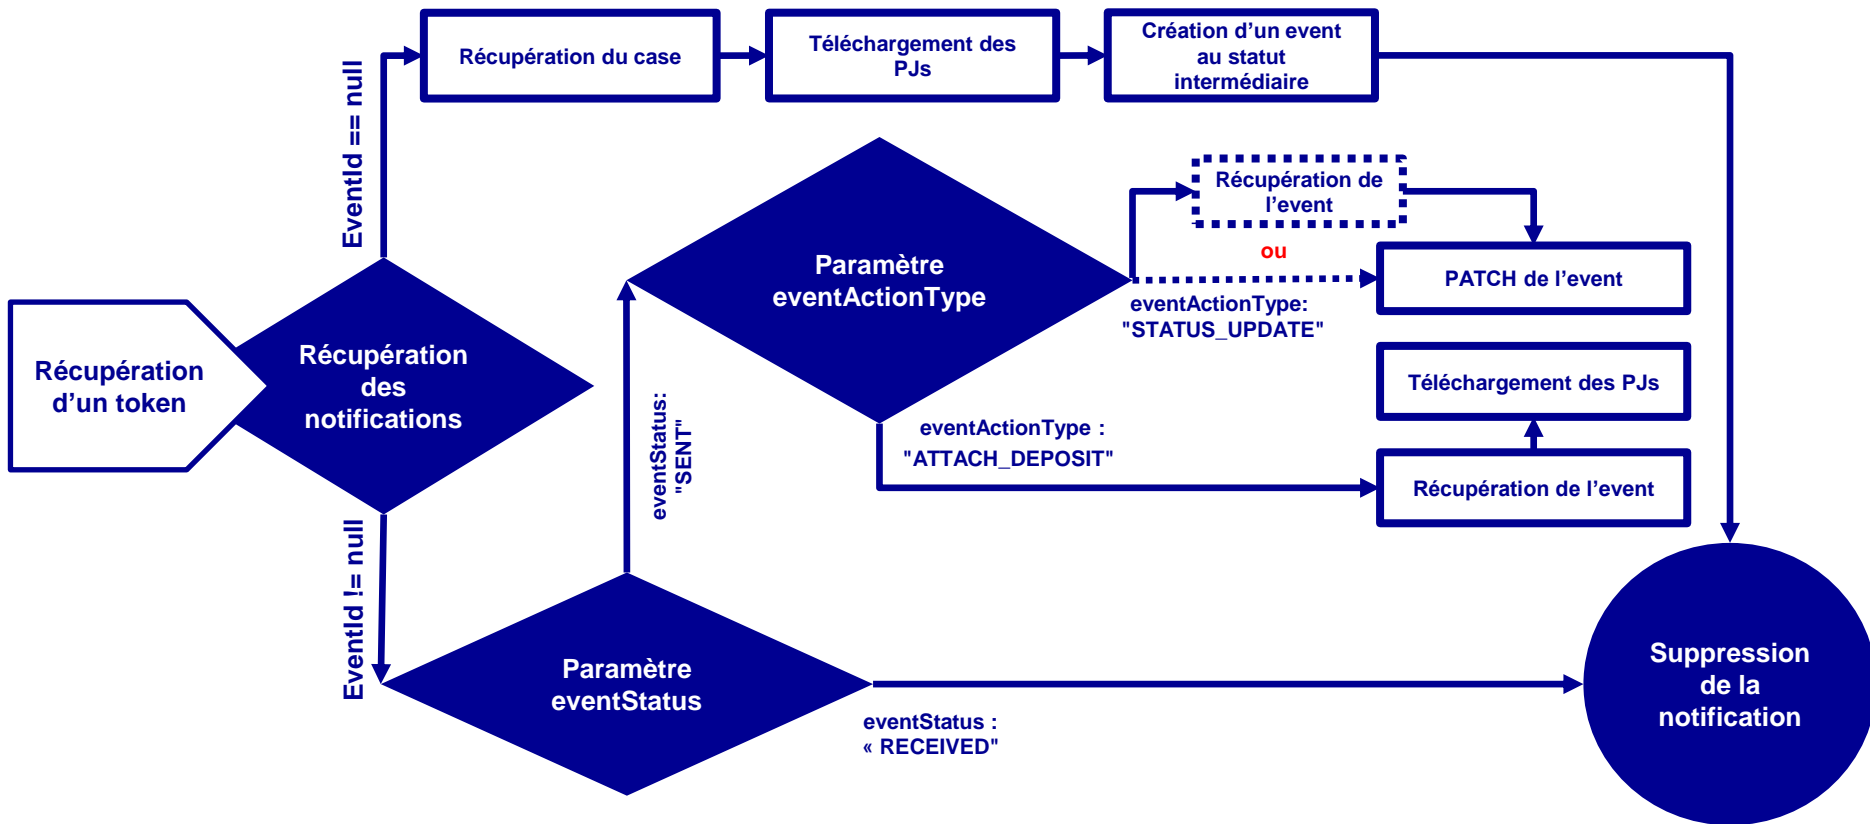 Récupération
d'un token
Récupération
des
notifications
EventId == null
Récupération du case
Téléchargement des
PJs
Création d'un event
au statut
intermédiaire
EventId != null
Paramètre
eventStatus
eventStatus:
"SENT"
Paramètre
eventActionType
Récupération de
l'event
ou
eventActionType:
"STATUS_UPDATE"
PATCH de l'event
eventActionType :
"ATTACH_DEPOSIT"
Téléchargement des PJs
Récupération de l'event
eventStatus :
« RECEIVED"
Suppression
de la
notification